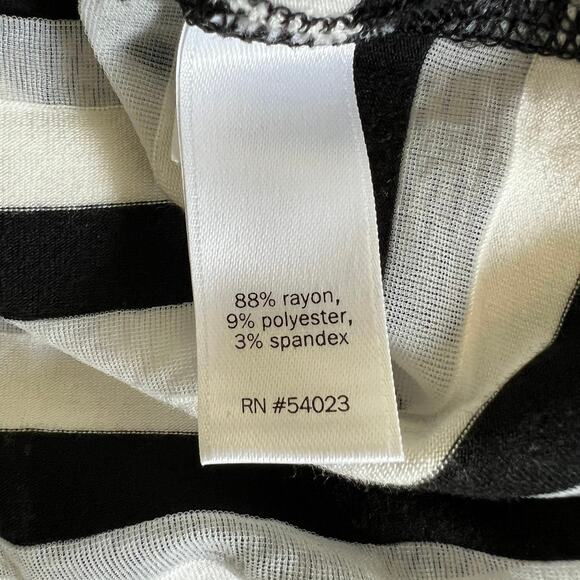 88% rayon,
9% polyester,
3% spandex
RN #54023